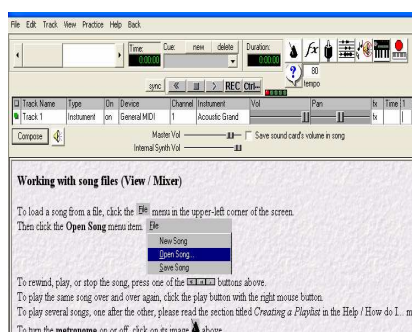 File Edit Track View Practice Help Back
Time: Cue: new delete Duration:
0:00:00 0:00:00
fx
80
tempo
sync REC Ctrl
Track Name Type On Device Channel Instrument Vol Pan fx Time 1
Track 1 Instrument on General MIDI 1 Acoustic Grand fx 1
Compose Master Vol Save sound card's volume in song
Internal Synth Vol
Working with song files (View / Mixer)
To load a song from a file, click the File menu in the upper-left corner of the screen.
Then click the Open Song menu item. File
New Song
Open Song...
Save Song
To rewind, play, or stop the song, press one of the buttons above.
To play the same song over and over again, click the play button with the right mouse button.
To play several songs, one after the other, please read the section titled Creating a Playlist in the Help / How do I... m
To turn the metronome on or off, click on its image above.